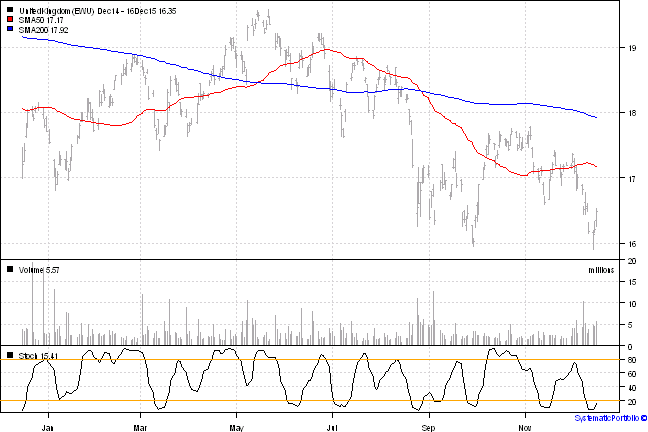 UnitedKingdom (EWU) Dec14 - 16Dec15 16.35
SMA50 17.17
SMA200 17.92
19
18
17
16
Volume 5.57
millions
20
15
10
5
0
Stoch 15.41
80
60
40
20
Jan Mar May Jul Sep Nov
SystematicPortfolio ©